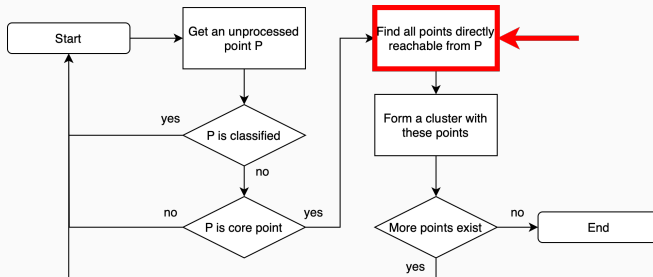 Start
Get an unprocessed
point P
Find all points directly
reachable from P
yes
P is classified
no
Form a cluster with
these points
no
P is core point
yes
More points exist
no
End
yes